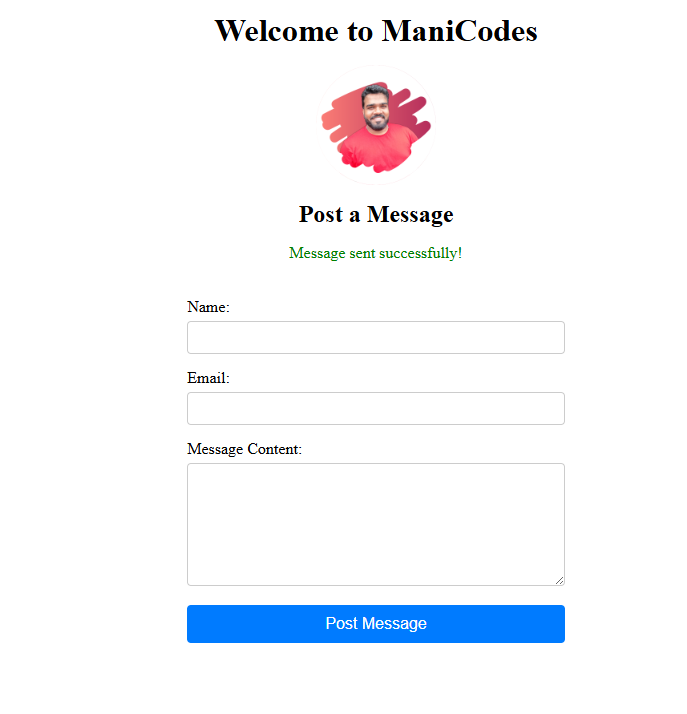 Welcome to ManiCodes
Post a Message
Message sent successfully!
Name:
Email:
Message Content:
Post Message